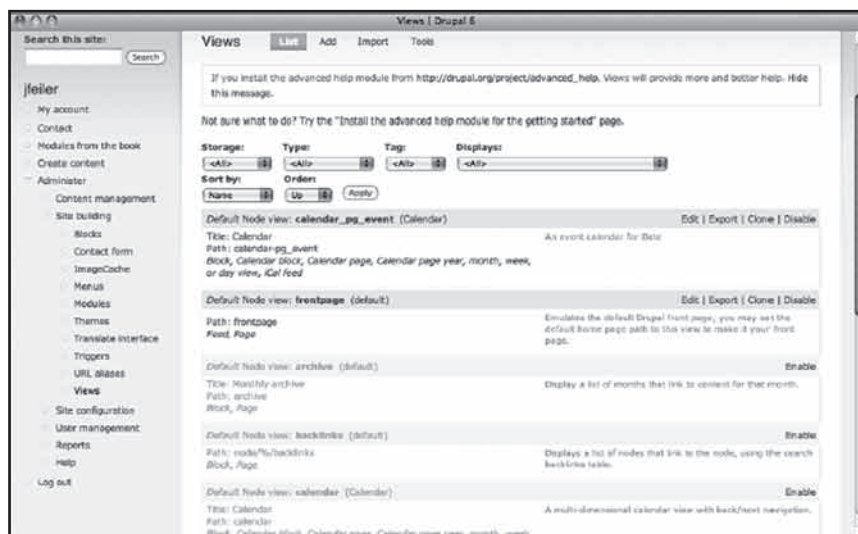 Views | Drupal 6
Search this site:
Search
jfeiler
My account
Contact
Modules from the book
Create content
Administer
Content management
Site building
Blocks
Contact form
ImageCache
Menus
Modules
Themes
Translate interface
Triggers
URL aliases
Views
Site configuration
User management
Reports
Help
Log out
Views List Add Import Tools
If you install the advanced help module from http://drupal.org/project/advanced_help, Views will provide more and better help. Hide
this message.
Not sure what to do? Try the "Install the advanced help module for the getting started" page.
Storage: Type: Tag: Displays:
<All> <All> <All> <All>
Sort by: Order:
Name Up Apply
Default Node view: calendar_pg_event (Calendar) Edit | Export | Clone | Disable
Title: Calendar An event calendar for Date
Path: calendar-pg_event
Block, Calendar block, Calendar page, Calendar page year, month, week,
or day view, iCal feed
Default Node view: frontpage (default) Edit | Export | Clone | Disable
Path: frontpage Emulates the default Drupal front page; you may set the
Feed, Page default home page path to this view to make it your front
page.
Default Node view: archive (default) Enable
Title: Monthly archive Display a list of months that link to content for that month.
Path: archive
Block, Page
Default Node view: backlinks (default) Enable
Path: node/%/backlinks Displays a list of nodes that link to the node, using the search
Block, Page backlinks table.
Default Node view: calendar (Calendar) Enable
Title: Calendar A multi-dimensional calendar view with back/next navigation.
Path: calendar
Block, Calendar block, Calendar page, Calendar page year, month, week